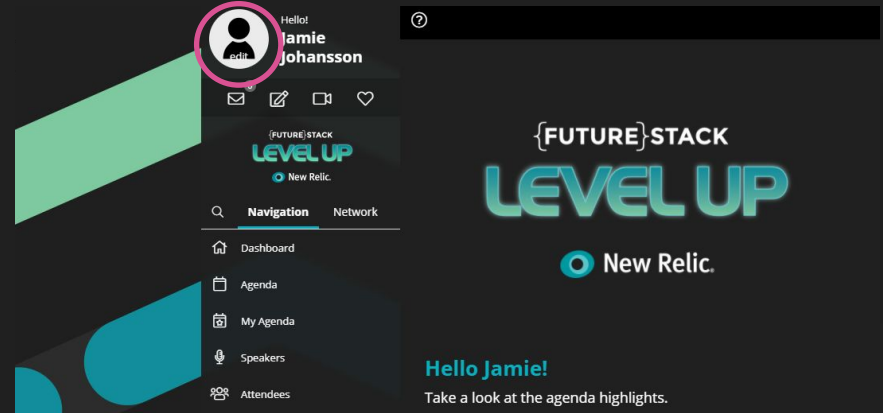 Hello!
Jamie
Johansson
edit
0
{FUTURE}STACK
LEVEL UP
New Relic.
Navigation
Network
Dashboard
Agenda
My Agenda
Speakers
Attendees
{FUTURE}STACK
LEVEL UP
New Relic.
Hello Jamie!
Take a look at the agenda highlights.